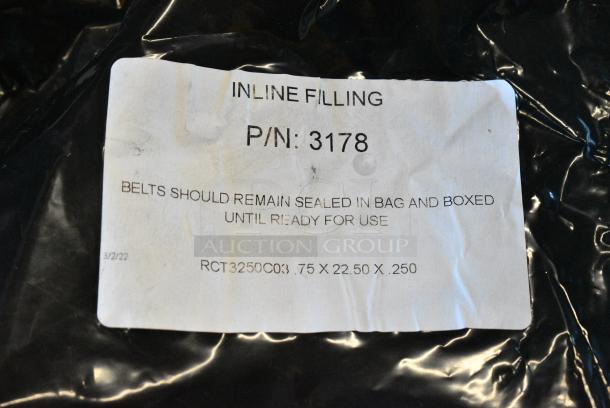 INLINE FILLING
P/N: 3178
BELTS SHOULD REMAIN SEALED IN BAG AND BOXED
UNTIL READY FOR USE
AUCTION GROUP
3/2/22
RCT3250C03 .75 X 22.50 X .250